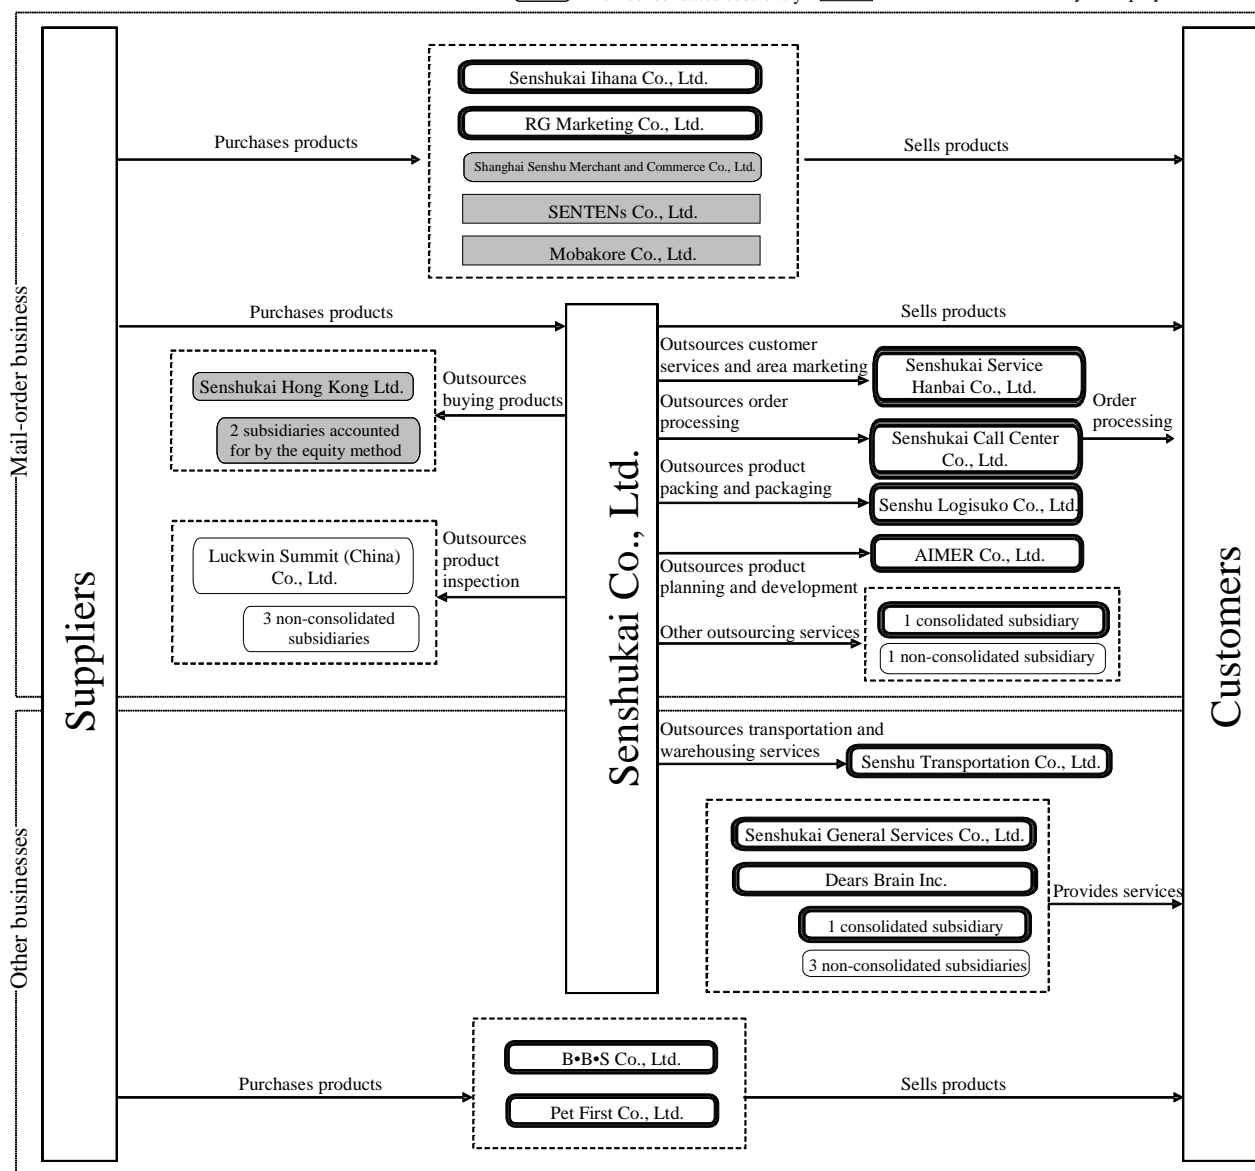 Mail-order business
Suppliers
Customers
Senshukai Iihana Co., Ltd.
RG Marketing Co., Ltd.
Shanghai Senshu Merchant and Commerce Co., Ltd.
SENTENs Co., Ltd.
Mobakore Co., Ltd.
Purchases products
Sells products
Purchases products
Senshukai Co., Ltd.
Sells products
Senshukai Hong Kong Ltd.
2 subsidiaries accounted
for by the equity method
Outsources
buying products
Luckwin Summit (China)
Co., Ltd.
3 non-consolidated
subsidiaries
Outsources
product
inspection
Outsources customer
services and area marketing
Senshukai Service
Hanbai Co., Ltd.
Outsources order
processing
Senshukai Call Center
Co., Ltd.
Order
processing
Outsources product
packing and packaging
Senshu Logisuko Co., Ltd.
AIMER Co., Ltd.
Outsources product
planning and development
Other outsourcing services
1 consolidated subsidiary
1 non-consolidated subsidiary
Other businesses
Outsources transportation and
warehousing services
Senshu Transportation Co., Ltd.
Senshukai General Services Co., Ltd.
Dears Brain Inc.
1 consolidated subsidiary
3 non-consolidated subsidiaries
Provides services
Purchases products
B•B•S Co., Ltd.
Pet First Co., Ltd.
Sells products